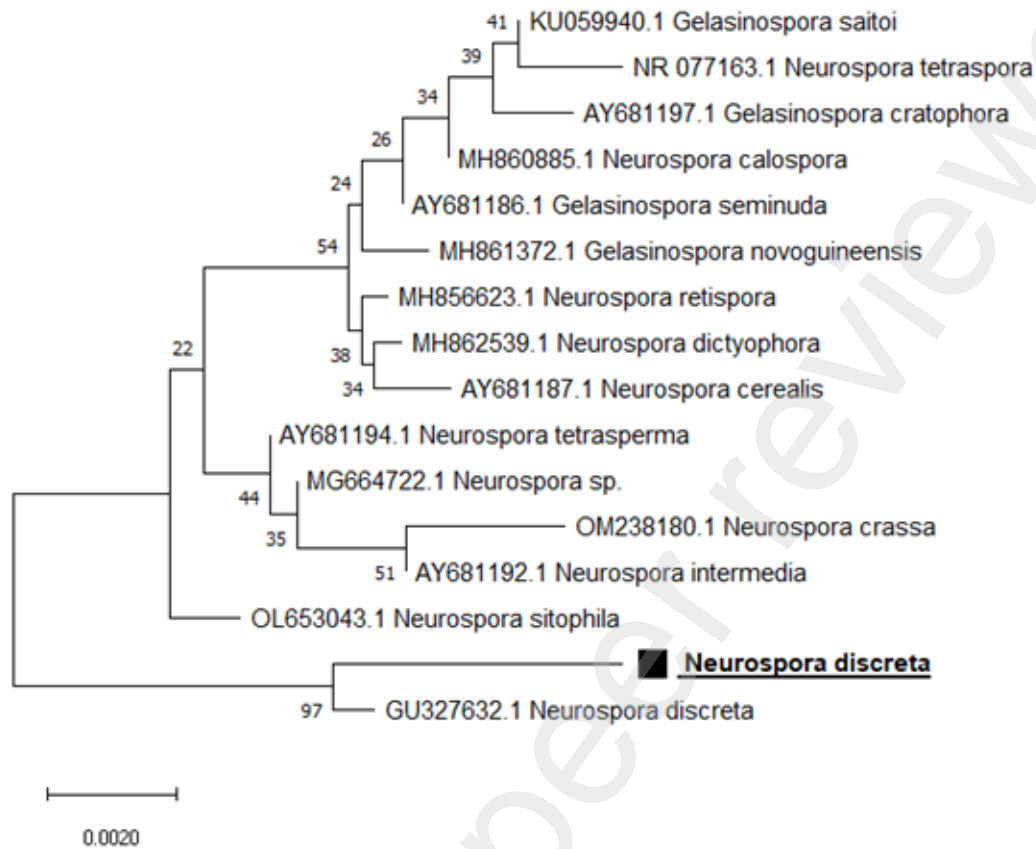 41 KU059940.1 Gelasinospora saitoi
39 NR 077163.1 Neurospora tetraspora
34 AY681197.1 Gelasinospora cratophora
26 MH860885.1 Neurospora calospora
24 AY681186.1 Gelasinospora seminuda
54 MH861372.1 Gelasinospora novoguineensis
MH856623.1 Neurospora retispora
22 38 MH862539.1 Neurospora dictyophora
34 AY681187.1 Neurospora cerealis
AY681194.1 Neurospora tetrasperma
44 MG664722.1 Neurospora sp.
35 OM238180.1 Neurospora crassa
51 AY681192.1 Neurospora intermedia
OL653043.1 Neurospora sitophila
Neurospora discreta
97 GU327632.1 Neurospora discreta
0.0020
peer review